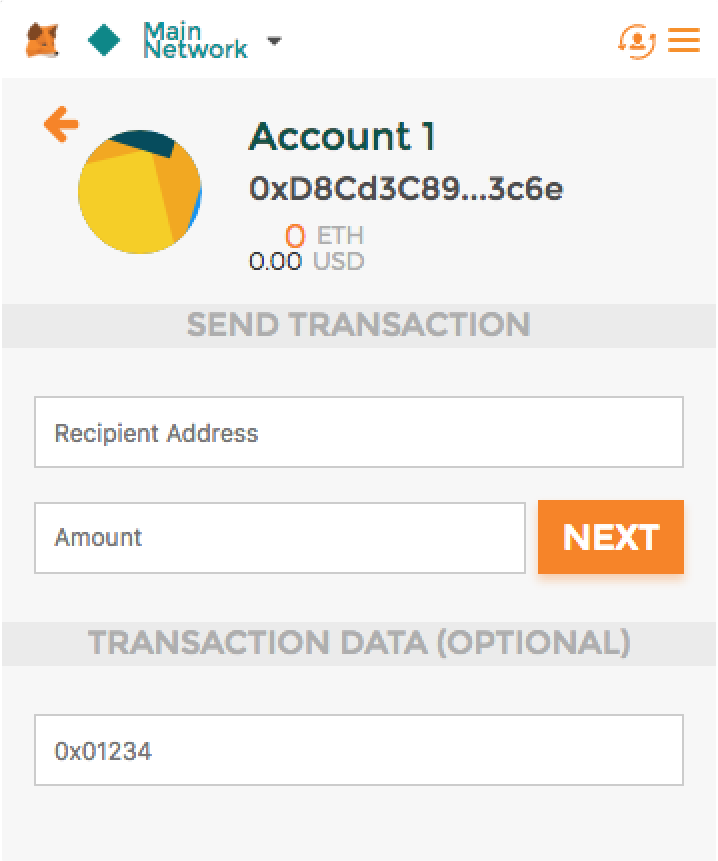 Main
Network
Account 1
0xD8Cd3C89...3c6e
0 ETH
0.00 USD
SEND TRANSACTION
Recipient Address
Amount
NEXT
TRANSACTION DATA (OPTIONAL)
0x01234